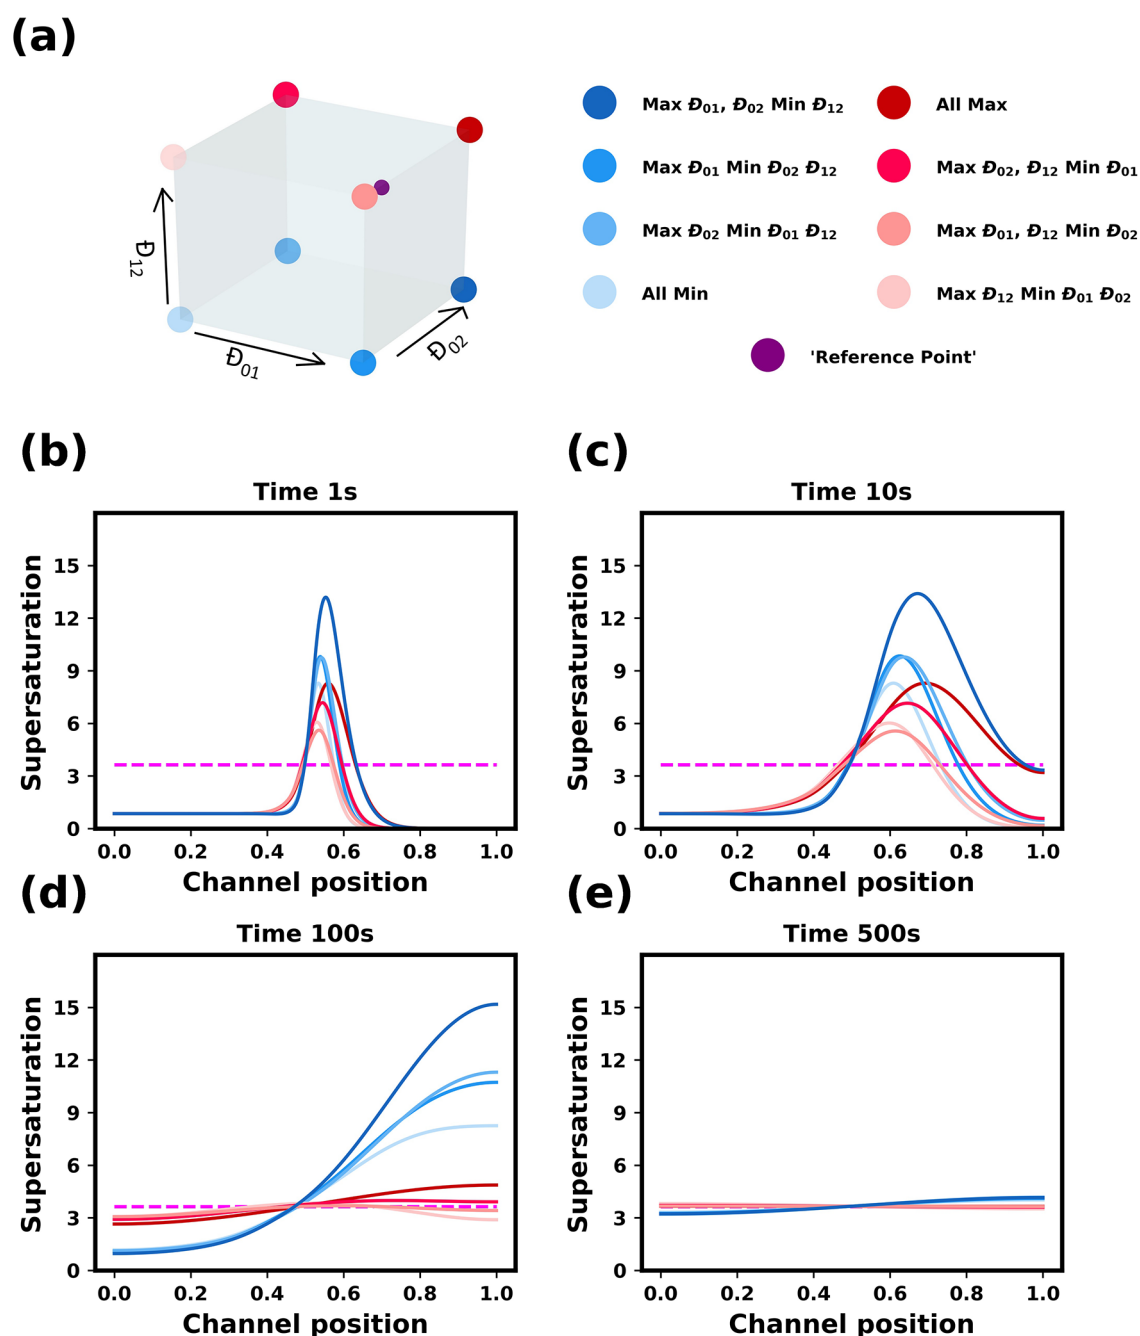 (a)
Đ₁₂
Đ₀₁
Đ₀₂
Max Đ₀₁, Đ₀₂ Min Đ₁₂
All Max
Max Đ₀₁ Min Đ₀₂ Đ₁₂
Max Đ₀₂, Đ₁₂ Min Đ₀₁
Max Đ₀₂ Min Đ₀₁ Đ₁₂
Max Đ₀₁, Đ₁₂ Min Đ₀₂
All Min
Max Đ₁₂ Min Đ₀₁ Đ₀₂
'Reference Point'
(b)
Time 1s
Supersaturation
15
12
9
6
3
0
0.0 0.2 0.4 0.6 0.8 1.0
Channel position
(c)
Time 10s
Supersaturation
15
12
9
6
3
0
0.0 0.2 0.4 0.6 0.8 1.0
Channel position
(d)
Time 100s
Supersaturation
15
12
9
6
3
0
0.0 0.2 0.4 0.6 0.8 1.0
Channel position
(e)
Time 500s
Supersaturation
15
12
9
6
3
0
0.0 0.2 0.4 0.6 0.8 1.0
Channel position